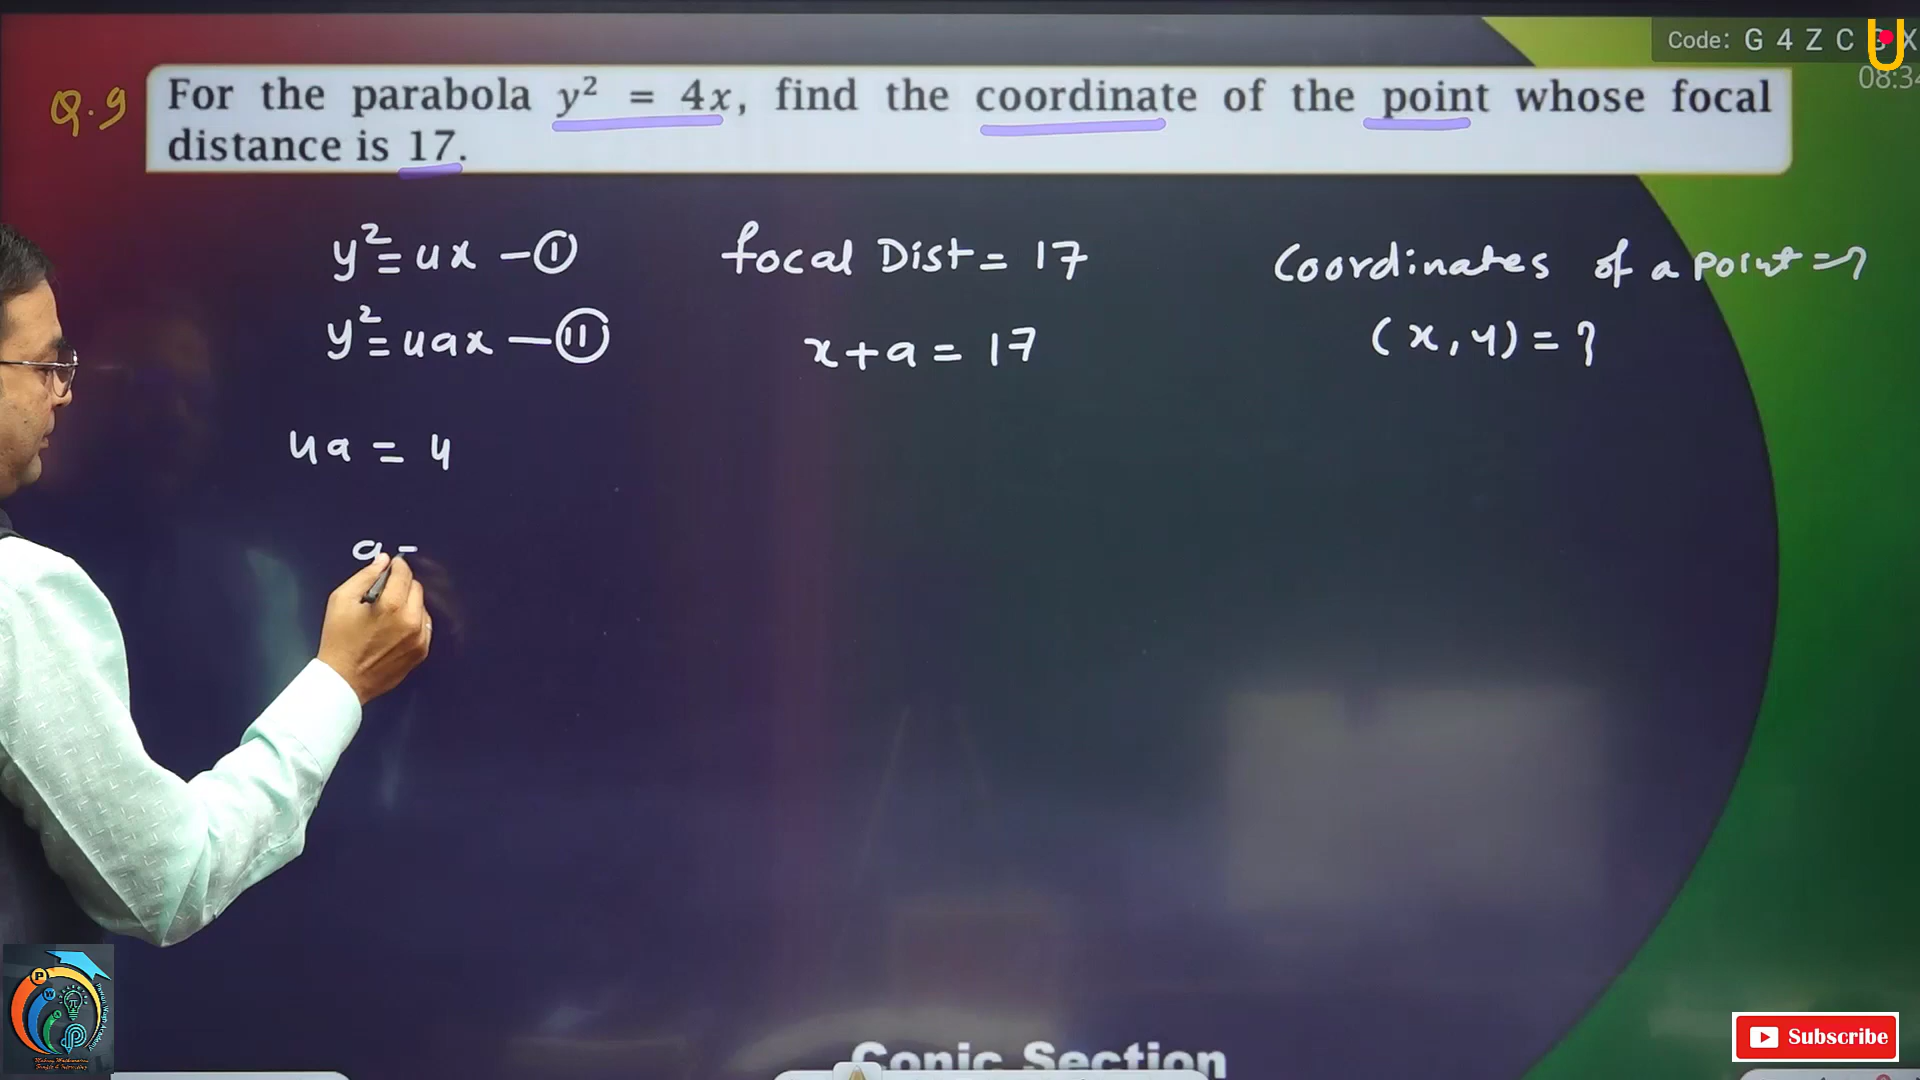 Code: G 4 Z C G X
08:34
Q.9
For the parabola y² = 4x, find the coordinate of the point whose focal
distance is 17.
y² = 4x - ①
focal Dist = 17
Coordinates of a point = ?
y² = 4ax - ⑪
x + a = 17
(x, y) = ?
4a = 4
a =
Conic Section
Subscribe